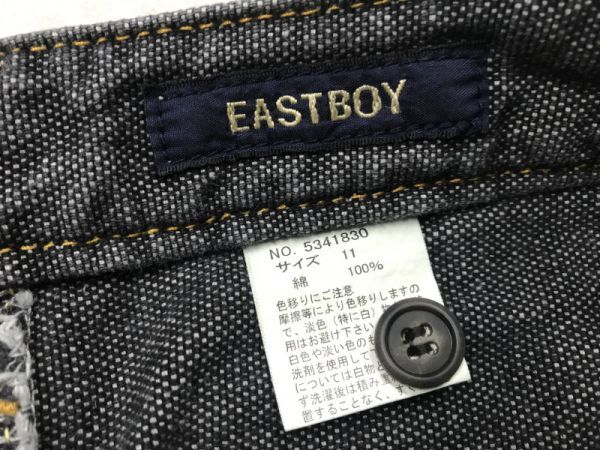 EASTBOY
NO. 5341830
サイズ 11
綿 100%
色移りにご注意
摩擦等により色移りしますの
で、淡色(特に白)
用はお避け下さい
白色や淡い色のも
洗剤を使用して
については白物と
ず洗濯後は積み重
置することなく、す